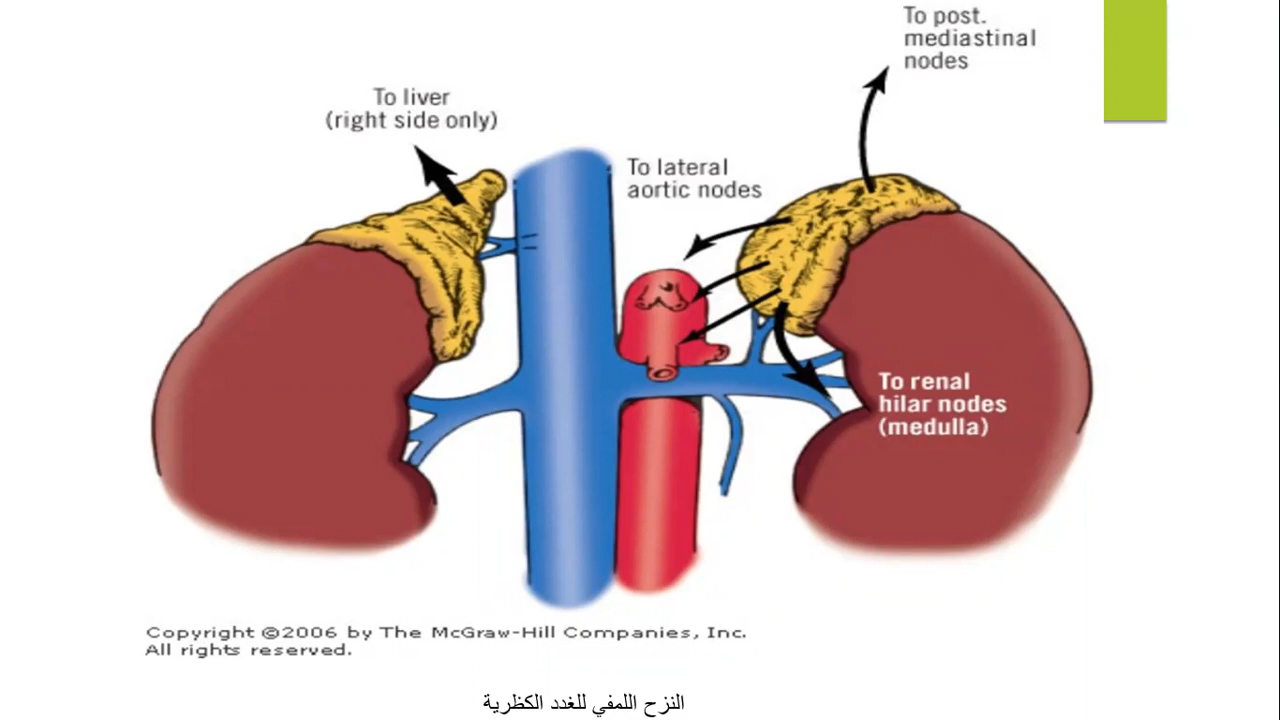 To post.
mediastinal
nodes
To liver
(right side only)
To lateral
aortic nodes
To renal
hilar nodes
(medulla)
Copyright ©2006 by The McGraw-Hill Companies, Inc.
All rights reserved.
النزح اللمفي للغدد الكظرية